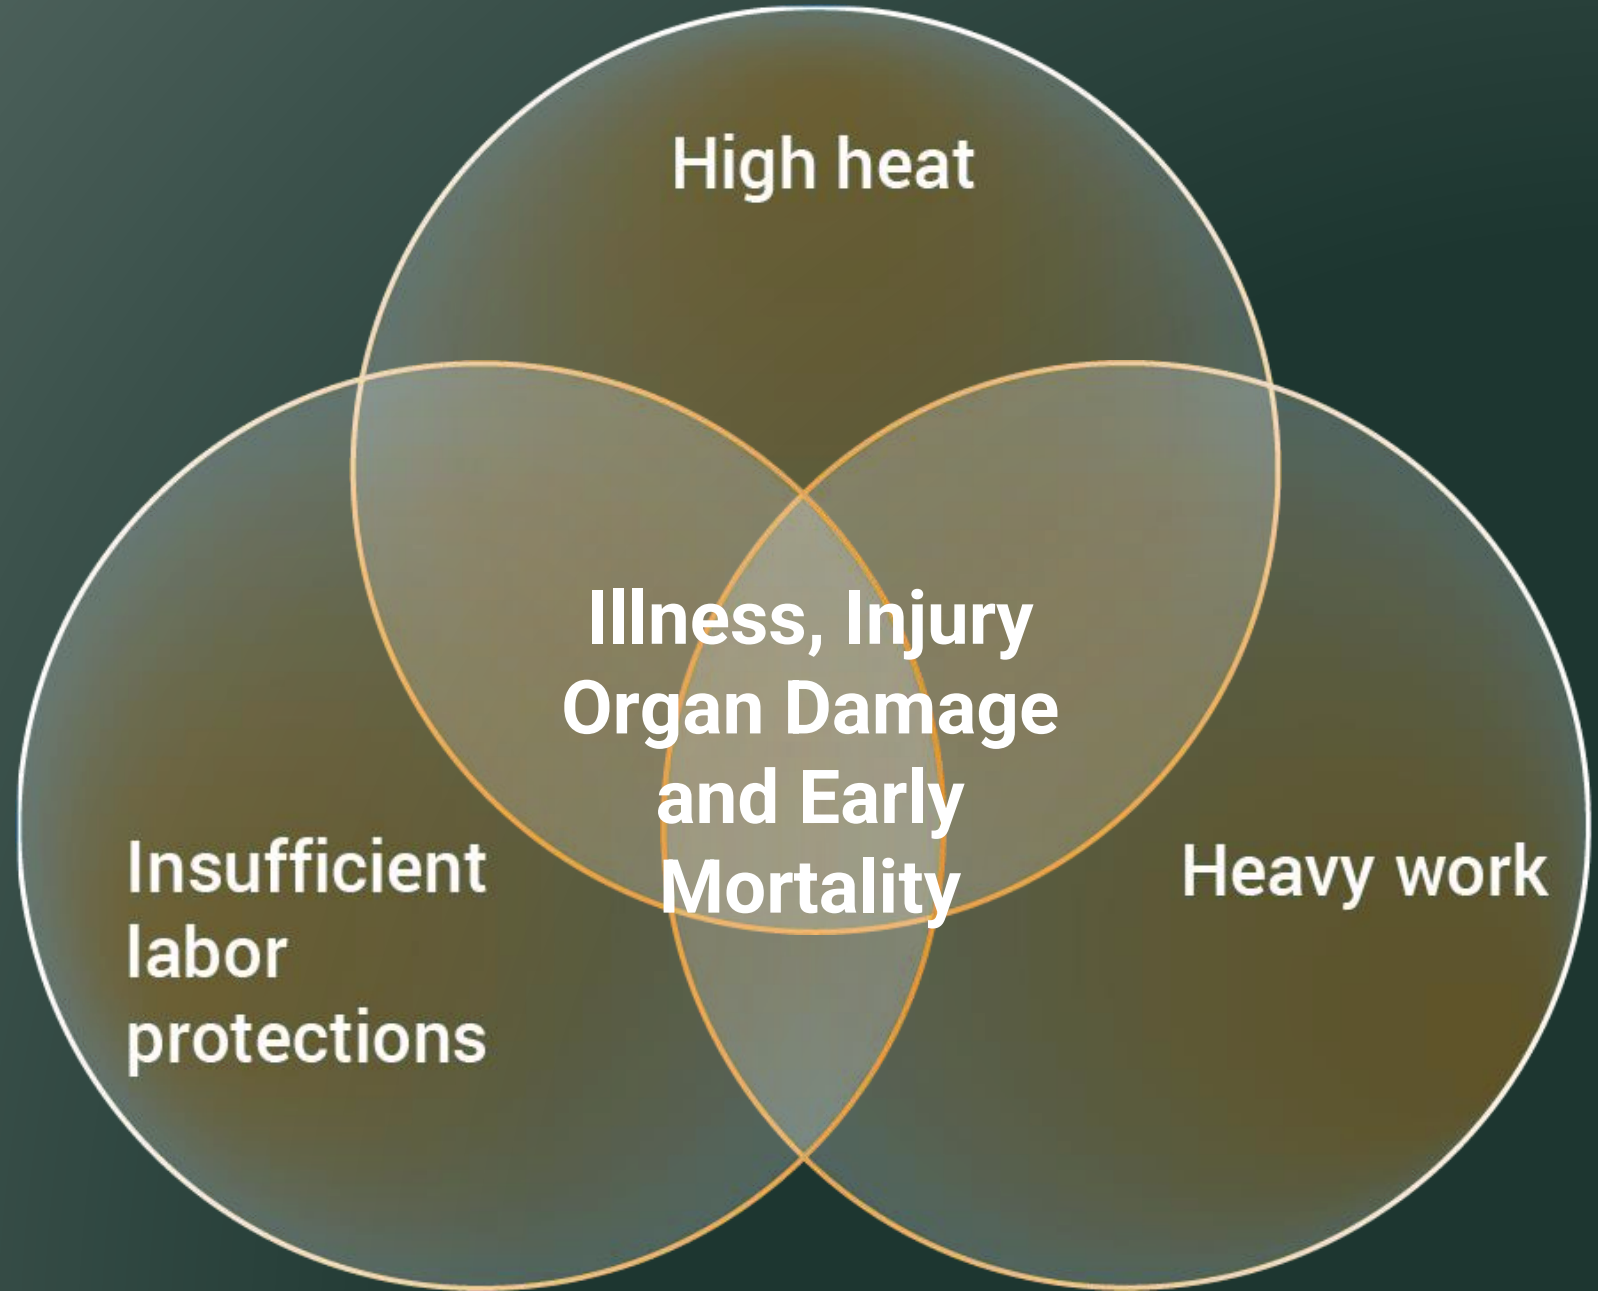 High heat
Illness, Injury
Organ Damage
and Early
Mortality
Insufficient
labor
protections
Heavy work